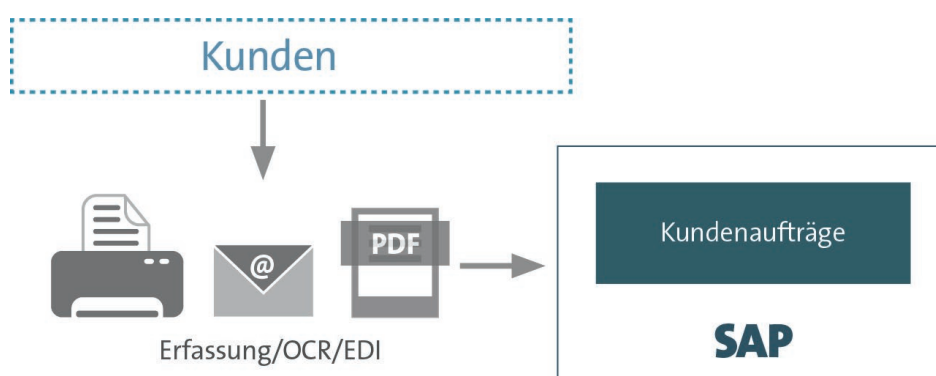 Kunden
@
PDF
Kundenaufträge
Erfassung/OCR/EDI
SAP